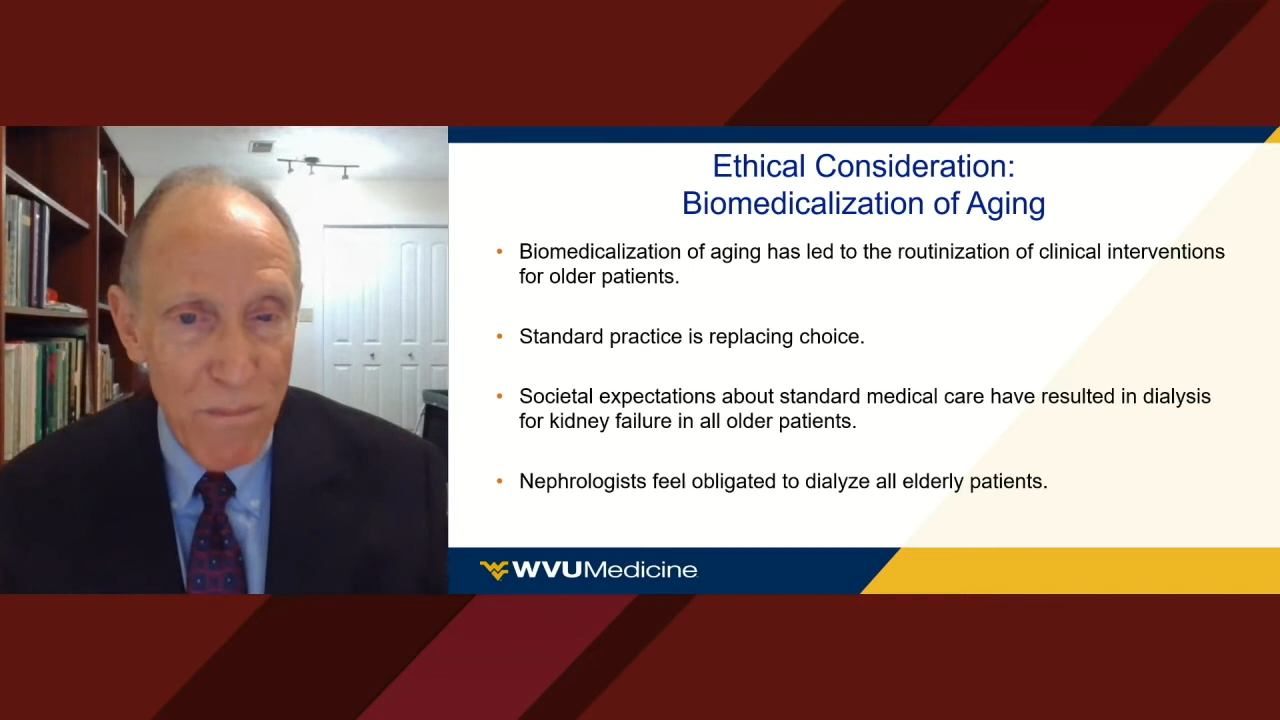 Ethical Consideration:
Biomedicalization of Aging
• Biomedicalization of aging has led to the routinization of clinical interventions
for older patients.
• Standard practice is replacing choice.
• Societal expectations about standard medical care have resulted in dialysis
for kidney failure in all older patients.
• Nephrologists feel obligated to dialyze all elderly patients.
WVUMedicine